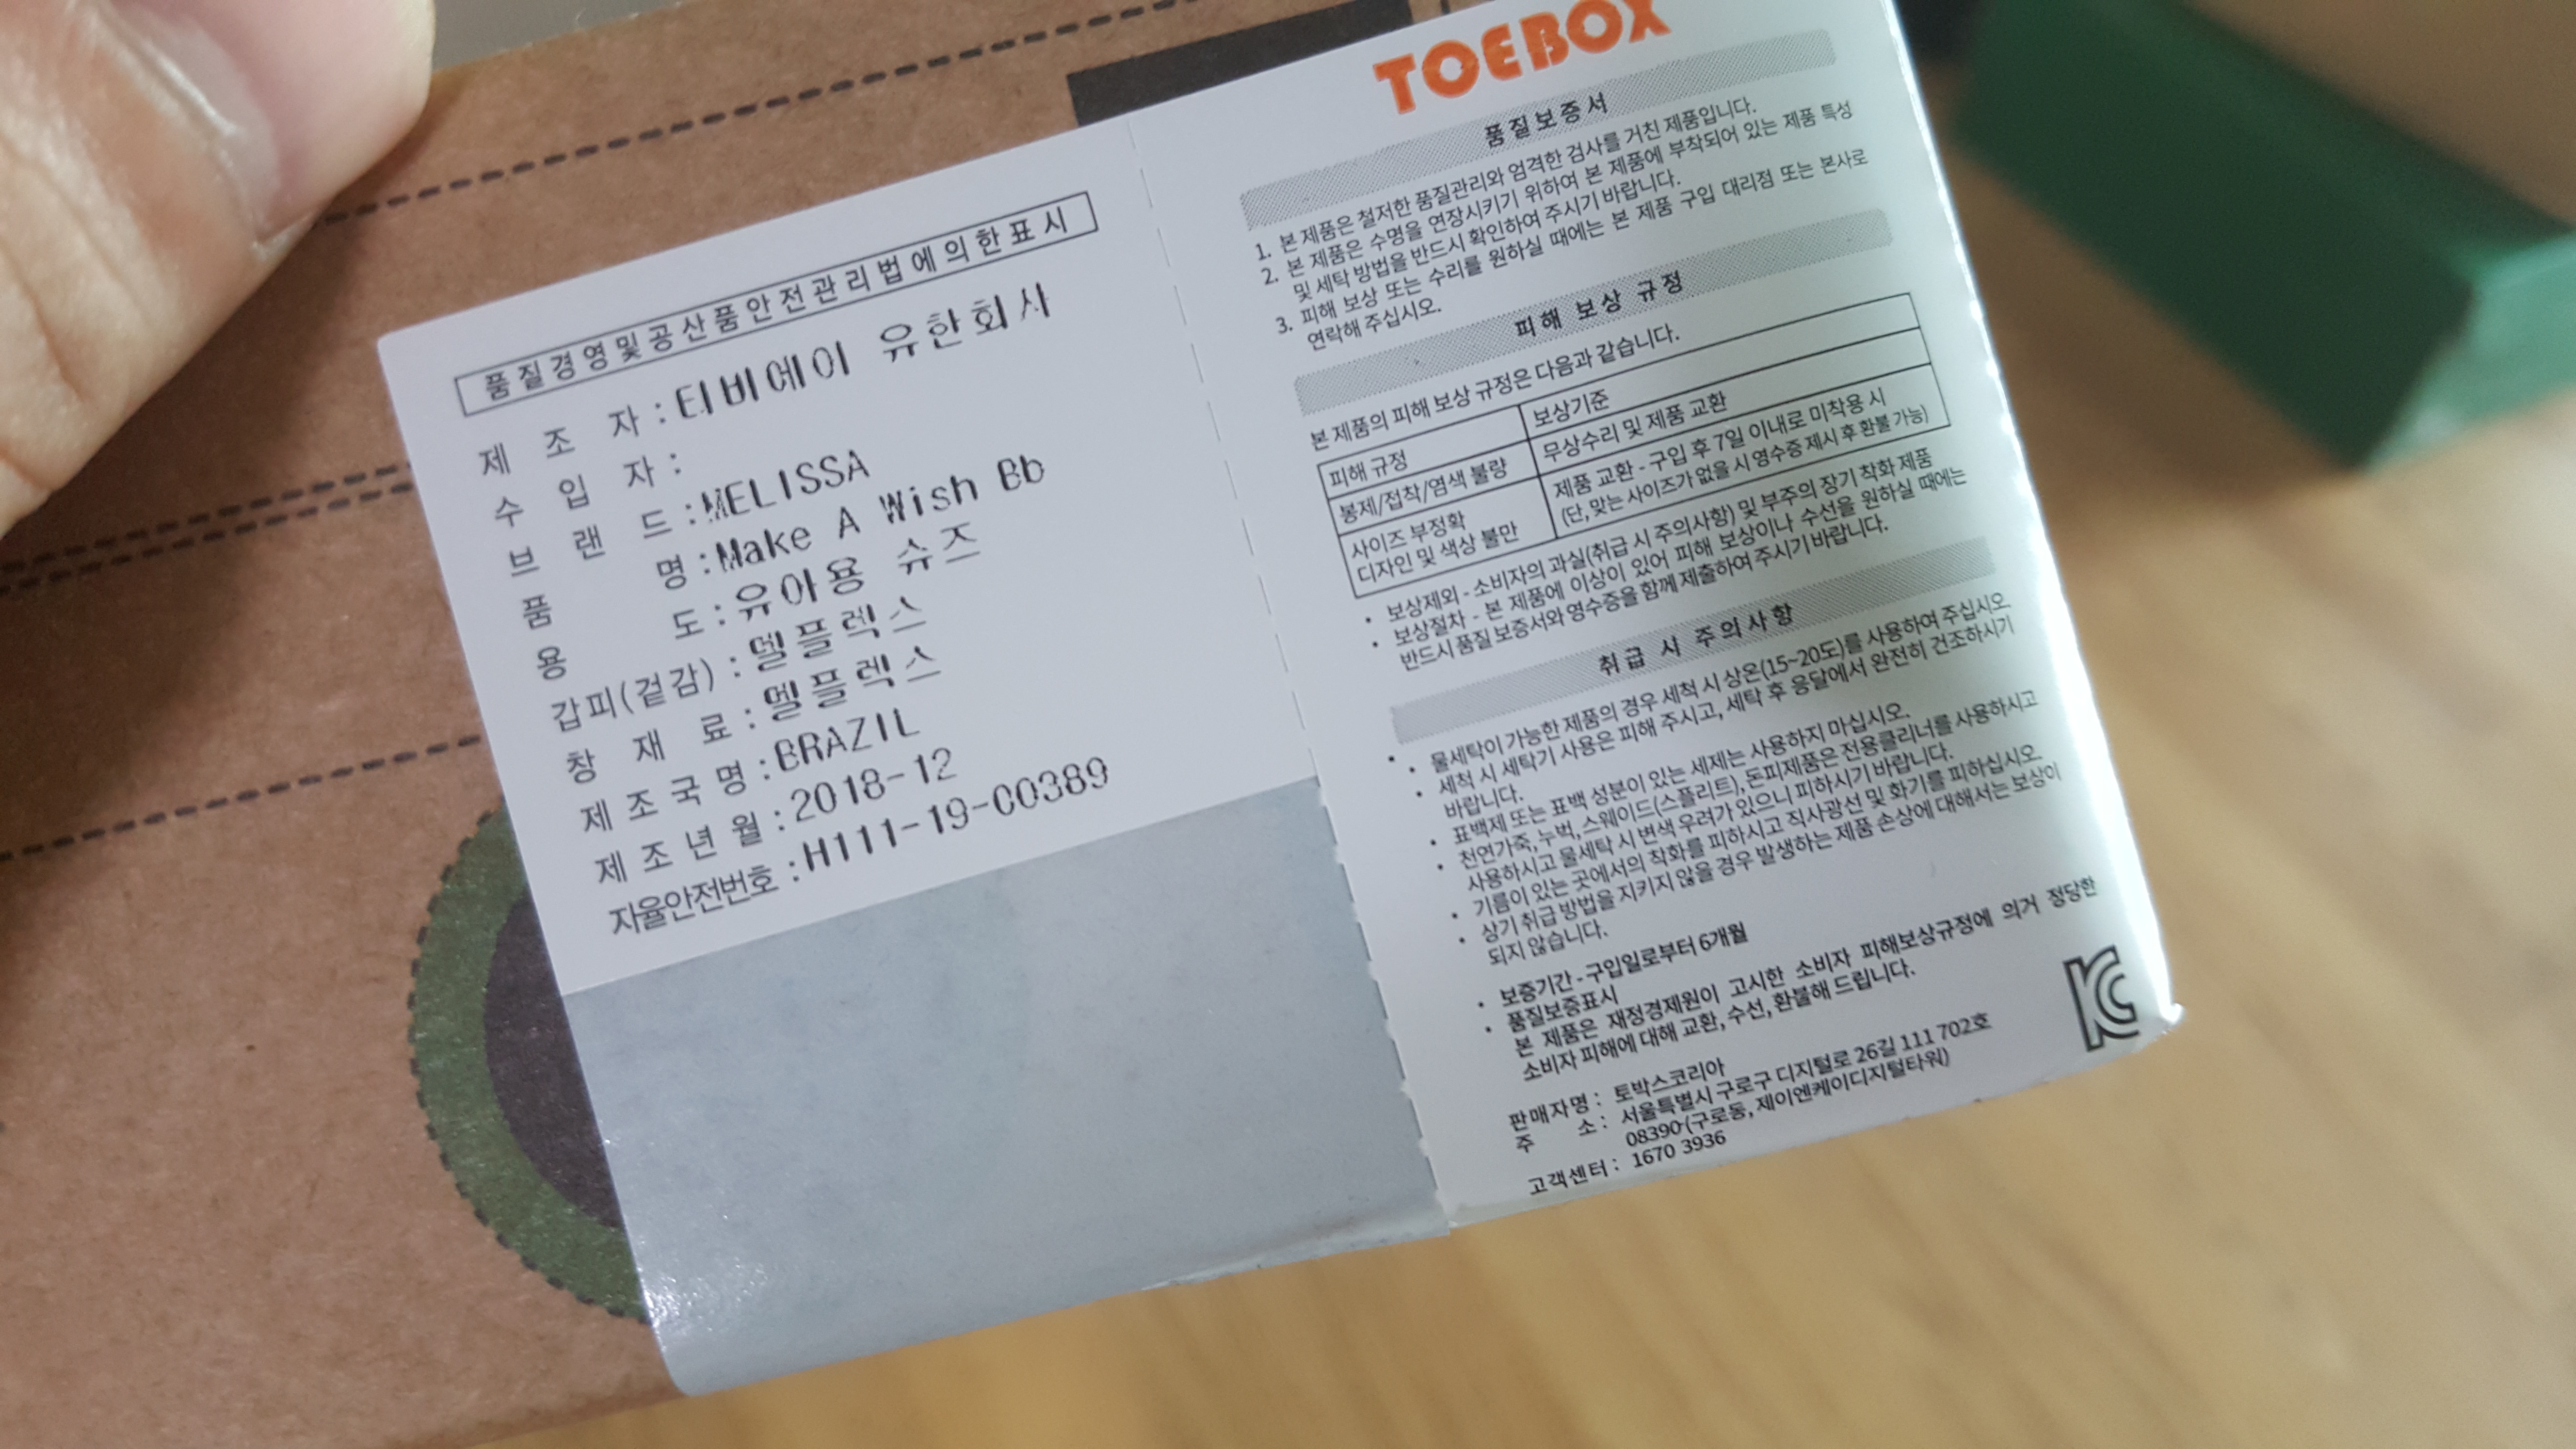 품질경영및공산품안전관리법에의한표시
제 조 자 : 티비에이 유한회사
수 입 자 :
브 랜 드 : MELISSA
품 명 : Make A Wish Bb
용 도 : 유아용 슈즈
갑피(겉감) : 멜플렉스
창 재 료 : 멜플렉스
제 조 국 명 : BRAZIL
제 조 년 월 : 2018-12
자율안전번호 : H111-19-00389
TOEBOX
품질보증서
1. 본 제품은 철저한 품질관리와 엄격한 검사를 거친 제품입니다.
2. 본 제품은 수명을 연장시키기 위하여 본 제품에 부착되어 있는 제품 특성
및 세탁 방법을 반드시 확인하여 주시기 바랍니다.
3. 피해 보상 또는 수리를 원하실 때에는 본 제품 구입 대리점 또는 본사로
연락해 주십시오.
피해 보상 규정
본 제품의 피해 보상 규정은 다음과 같습니다.
피해 규정 보상기준
봉제/접착/염색 불량 무상수리 및 제품 교환
사이즈 부정확 제품 교환 - 구입 후 7일 이내로 미착용 시
디자인 및 색상 불만 (단, 맞는 사이즈가 없을 시 영수증 제시 후 환불 가능)
• 보상제외 - 소비자의 과실(취급 시 주의사항) 및 부주의 장기 착화 제품
• 보상절차 - 본 제품에 이상이 있어 피해 보상이나 수선을 원하실 때에는
반드시 품질 보증서와 영수증을 함께 제출하여 주시기 바랍니다.
취급 시 주의사항
• 물세탁이 가능한 제품의 경우 세척 시 상온(15~20도)를 사용하여 주십시오.
• 세척 시 세탁기 사용은 피해 주시고, 세탁 후 응달에서 완전히 건조하시기
바랍니다.
• 표백제 또는 표백 성분이 있는 세제는 사용하지 마십시오.
• 천연가죽, 누벅, 스웨이드(스플리트), 돈피제품은 전용클리너를 사용하시고
사용하시고 물세탁 시 변색 우려가 있으니 피하시기 바랍니다.
• 기름이 있는 곳에서의 착화를 피하시고 직사광선 및 화기를 피하십시오.
• 상기 취급 방법을 지키지 않을 경우 발생하는 제품 손상에 대해서는 보상이
되지 않습니다.
• 보증기간 - 구입일로부터 6개월
• 품질보증표시
본 제품은 재정경제원이 고시한 소비자 피해보상규정에 의거 정당한
소비자 피해에 대해 교환, 수선, 환불해 드립니다.
판매자명 : 토박스코리아
주 소 : 서울특별시 구로구 디지털로 26길 111 702호
08390 (구로동, 제이엔케이디지털타워)
고객센터 : 1670 3936
KC